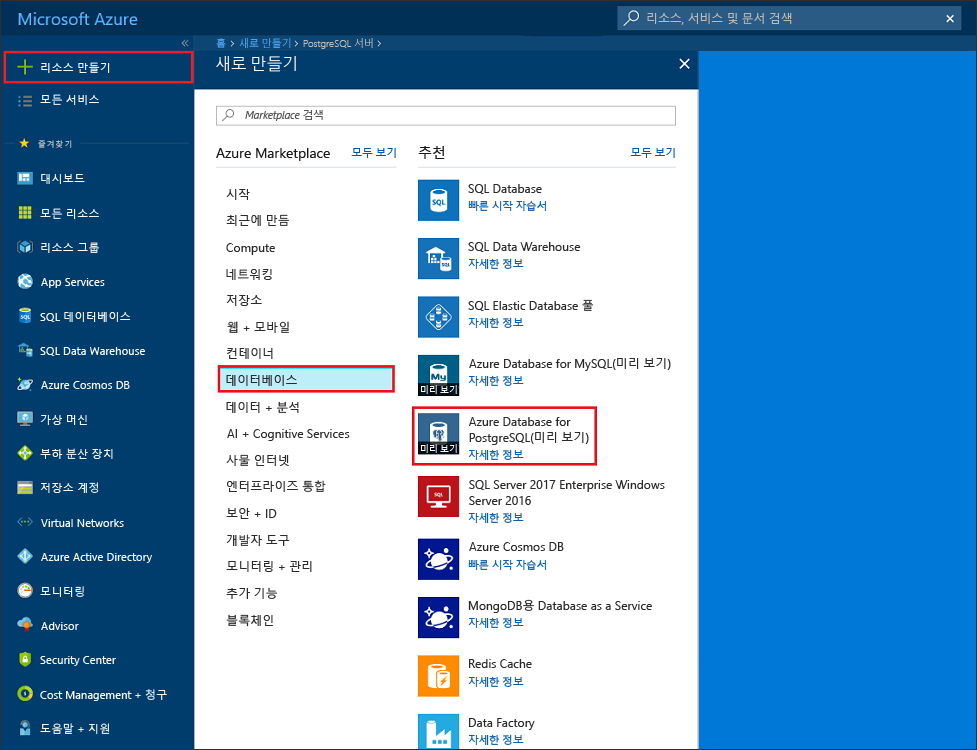 Microsoft Azure
리소스, 서비스 및 문서 검색
홈 > 새로 만들기 > PostgreSQL 서버 >
리소스 만들기
모든 서비스
즐겨찾기
대시보드
모든 리소스
리소스 그룹
App Services
SQL 데이터베이스
SQL Data Warehouse
Azure Cosmos DB
가상 머신
부하 분산 장치
저장소 계정
Virtual Networks
Azure Active Directory
모니터링
Advisor
Security Center
Cost Management + 청구
도움말 + 지원
새로 만들기
Marketplace 검색
Azure Marketplace
모두 보기
시작
최근에 만듬
Compute
네트워킹
저장소
웹 + 모바일
컨테이너
데이터베이스
데이터 + 분석
AI + Cognitive Services
사물 인터넷
엔터프라이즈 통합
보안 + ID
개발자 도구
모니터링 + 관리
추가 기능
블록체인
추천
모두 보기
SQL
SQL Database
빠른 시작 자습서
SQL
SQL Data Warehouse
자세한 정보
SQL Elastic Database 풀
자세한 정보
My
미리 보기
Azure Database for MySQL(미리 보기)
자세한 정보
미리 보기
Azure Database for
PostgreSQL(미리 보기)
자세한 정보
SQL
SQL Server 2017 Enterprise Windows
Server 2016
자세한 정보
Azure Cosmos DB
빠른 시작 자습서
MongoDB용 Database as a Service
자세한 정보
Redis Cache
자세한 정보
Data Factory
자세한 정보